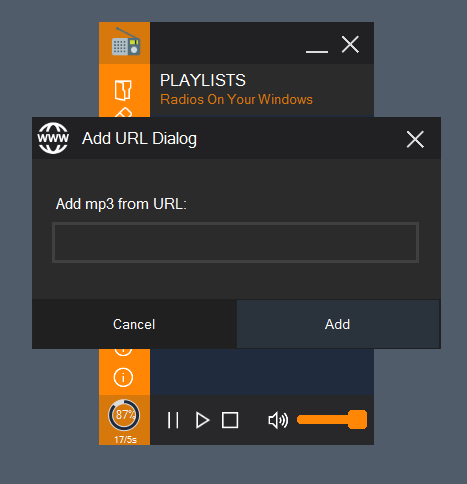 PLAYLISTS
Radios On Your Windows
WWW
Add URL Dialog
Add mp3 from URL:
Cancel
Add
87%
17/5s